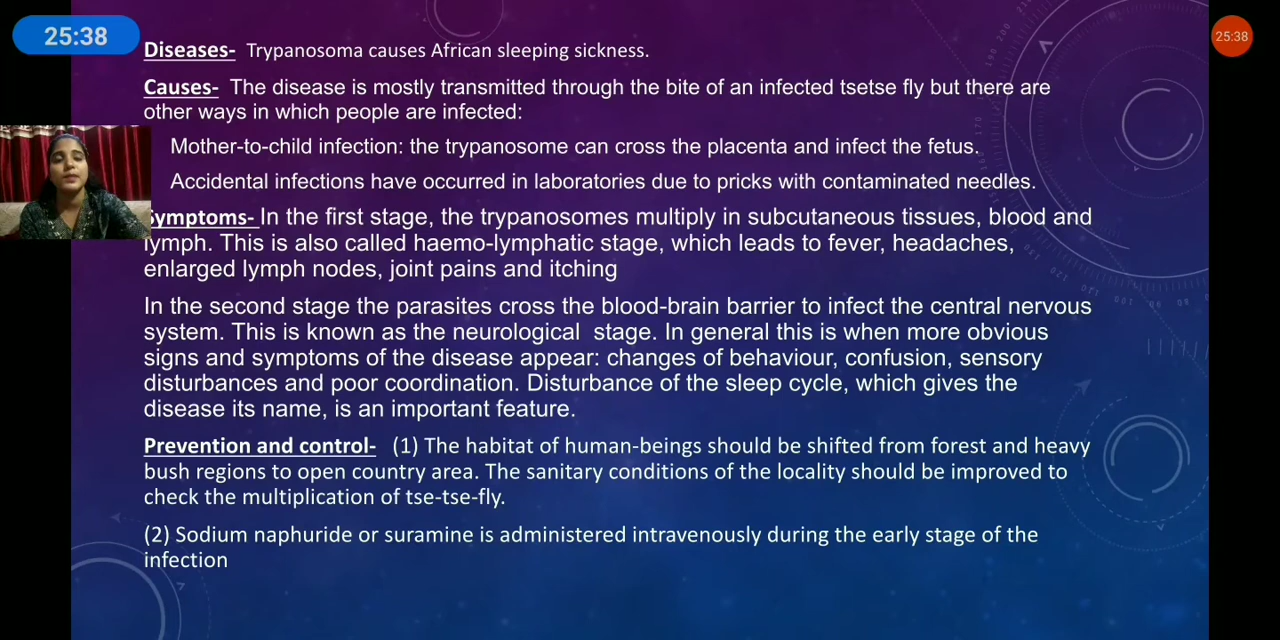 25:38
25:38
Diseases- Trypanosoma causes African sleeping sickness.
Causes- The disease is mostly transmitted through the bite of an infected tsetse fly but there are
other ways in which people are infected:
Mother-to-child infection: the trypanosome can cross the placenta and infect the fetus.
Accidental infections have occurred in laboratories due to pricks with contaminated needles.
Symptoms- In the first stage, the trypanosomes multiply in subcutaneous tissues, blood and
lymph. This is also called haemo-lymphatic stage, which leads to fever, headaches,
enlarged lymph nodes, joint pains and itching
In the second stage the parasites cross the blood-brain barrier to infect the central nervous
system. This is known as the neurological stage. In general this is when more obvious
signs and symptoms of the disease appear: changes of behaviour, confusion, sensory
disturbances and poor coordination. Disturbance of the sleep cycle, which gives the
disease its name, is an important feature.
Prevention and control- (1) The habitat of human-beings should be shifted from forest and heavy
bush regions to open country area. The sanitary conditions of the locality should be improved to
check the multiplication of tse-tse-fly.
(2) Sodium naphuride or suramine is administered intravenously during the early stage of the
infection